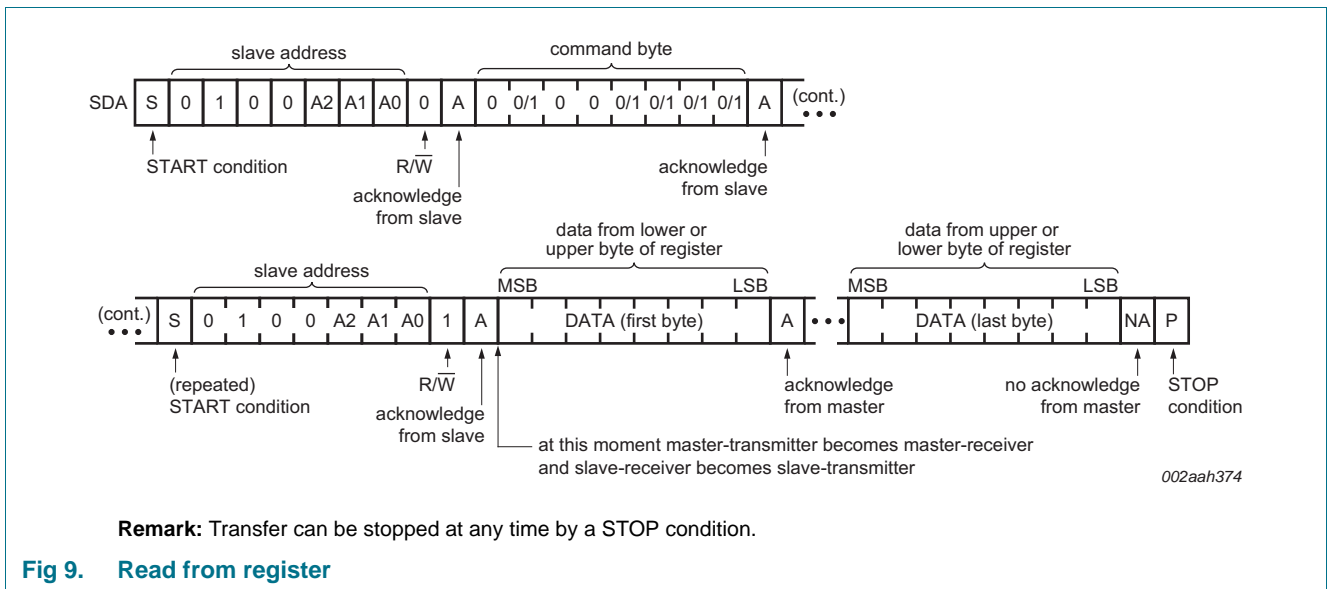 slave address
command byte
SDA S 0 1 0 0 A2 A1 A0 0 A 0 0/1 0 0 0/1 0/1 0/1 0/1 A (cont.)
START condition
R/W
acknowledge
from slave
acknowledge
from slave
data from lower or
upper byte of register
data from upper or
lower byte of register
slave address
MSB LSB MSB LSB
(cont.) S 0 1 0 0 A2 A1 A0 1 A DATA (first byte) A DATA (last byte) NA P
(repeated)
START condition
R/W
acknowledge
from slave
acknowledge
from master
no acknowledge
from master
STOP
condition
at this moment master-transmitter becomes master-receiver
and slave-receiver becomes slave-transmitter
002aah374
Remark: Transfer can be stopped at any time by a STOP condition.
Fig 9. Read from register